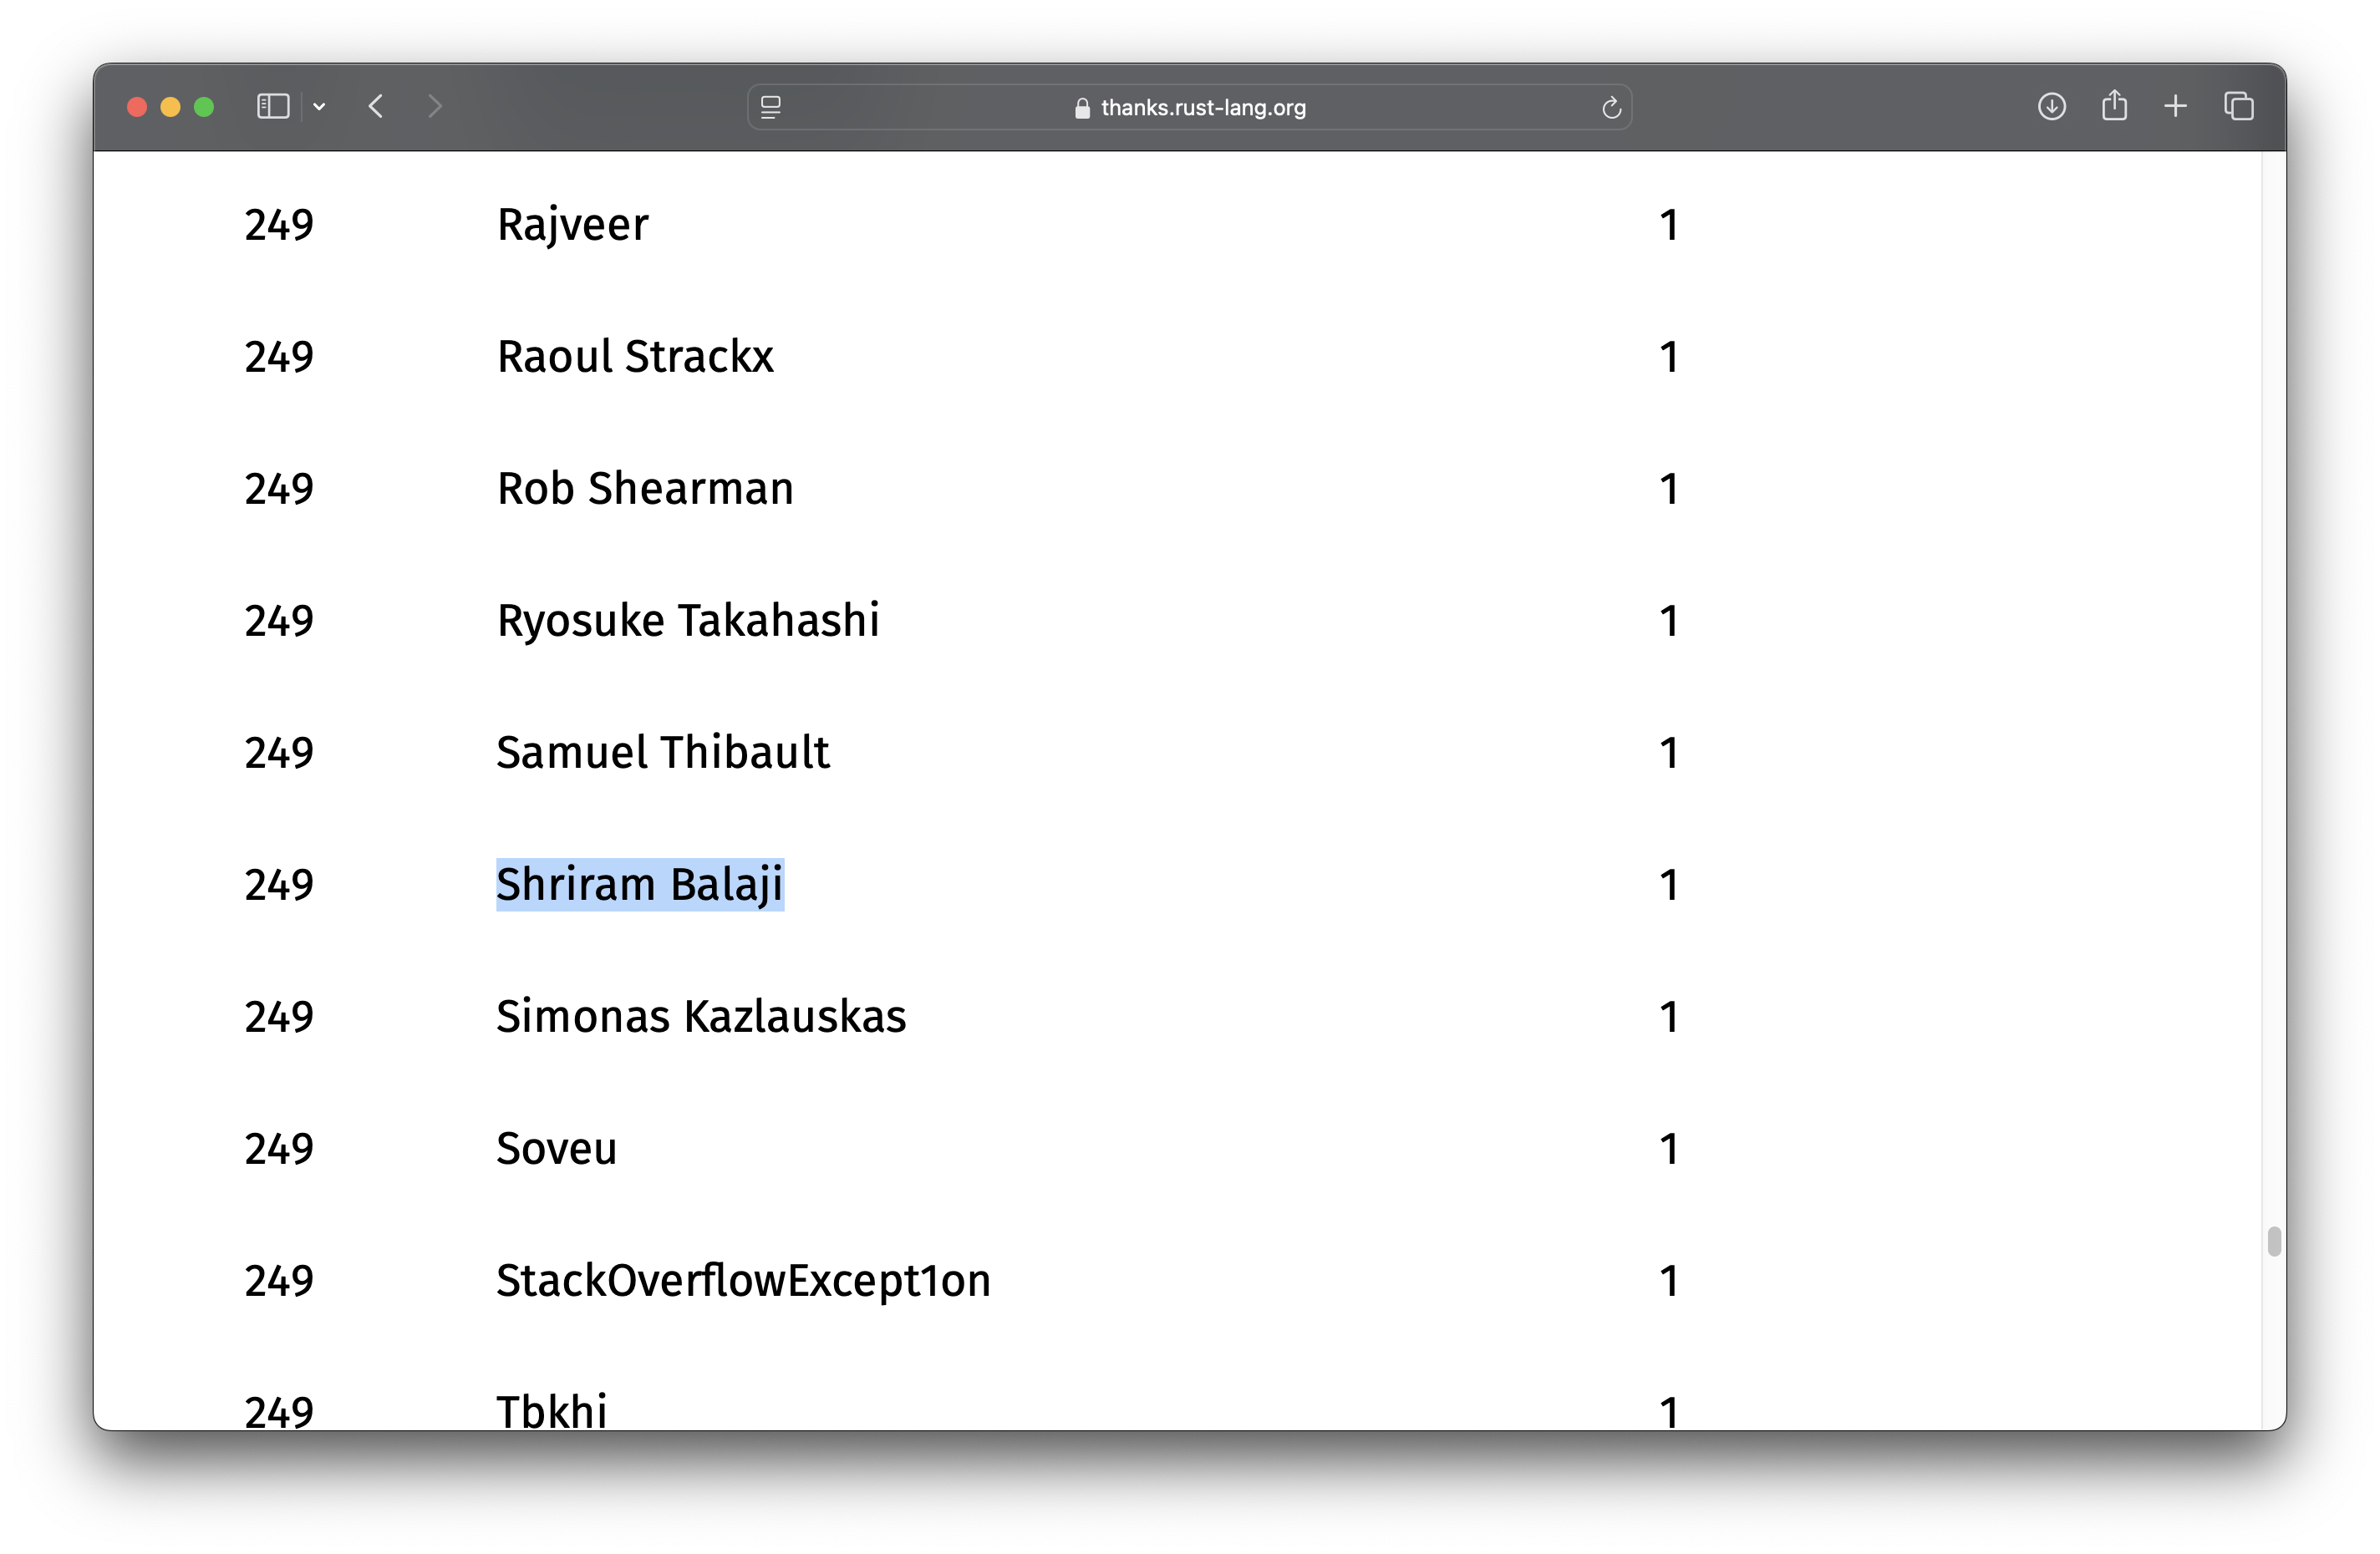 thanks.rust-lang.org
249 Rajveer 1
249 Raoul Strackx 1
249 Rob Shearman 1
249 Ryosuke Takahashi 1
249 Samuel Thibault 1
249 Shriram Balaji 1
249 Simonas Kazlauskas 1
249 Soveu 1
249 StackOverflowExcept1on 1
249 Tbkhi 1